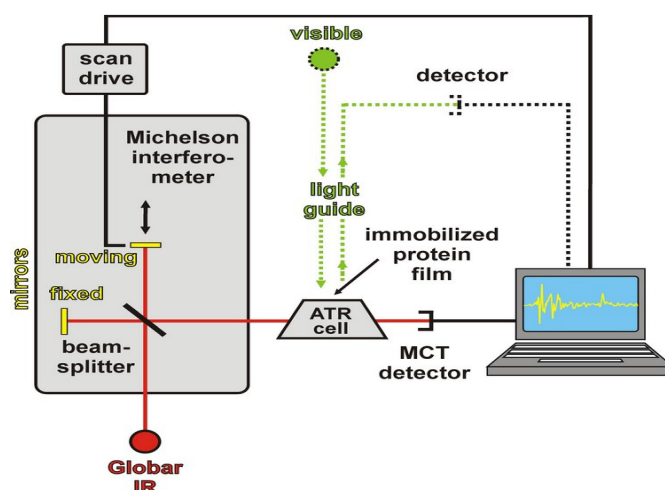 visible
scan
drive
detector
Michelson
interfero-
meter
light
guide
immobilized
protein
film
moving
mirrors
fixed
ATR
cell
beam-
splitter
MCT
detector
Globar
IR